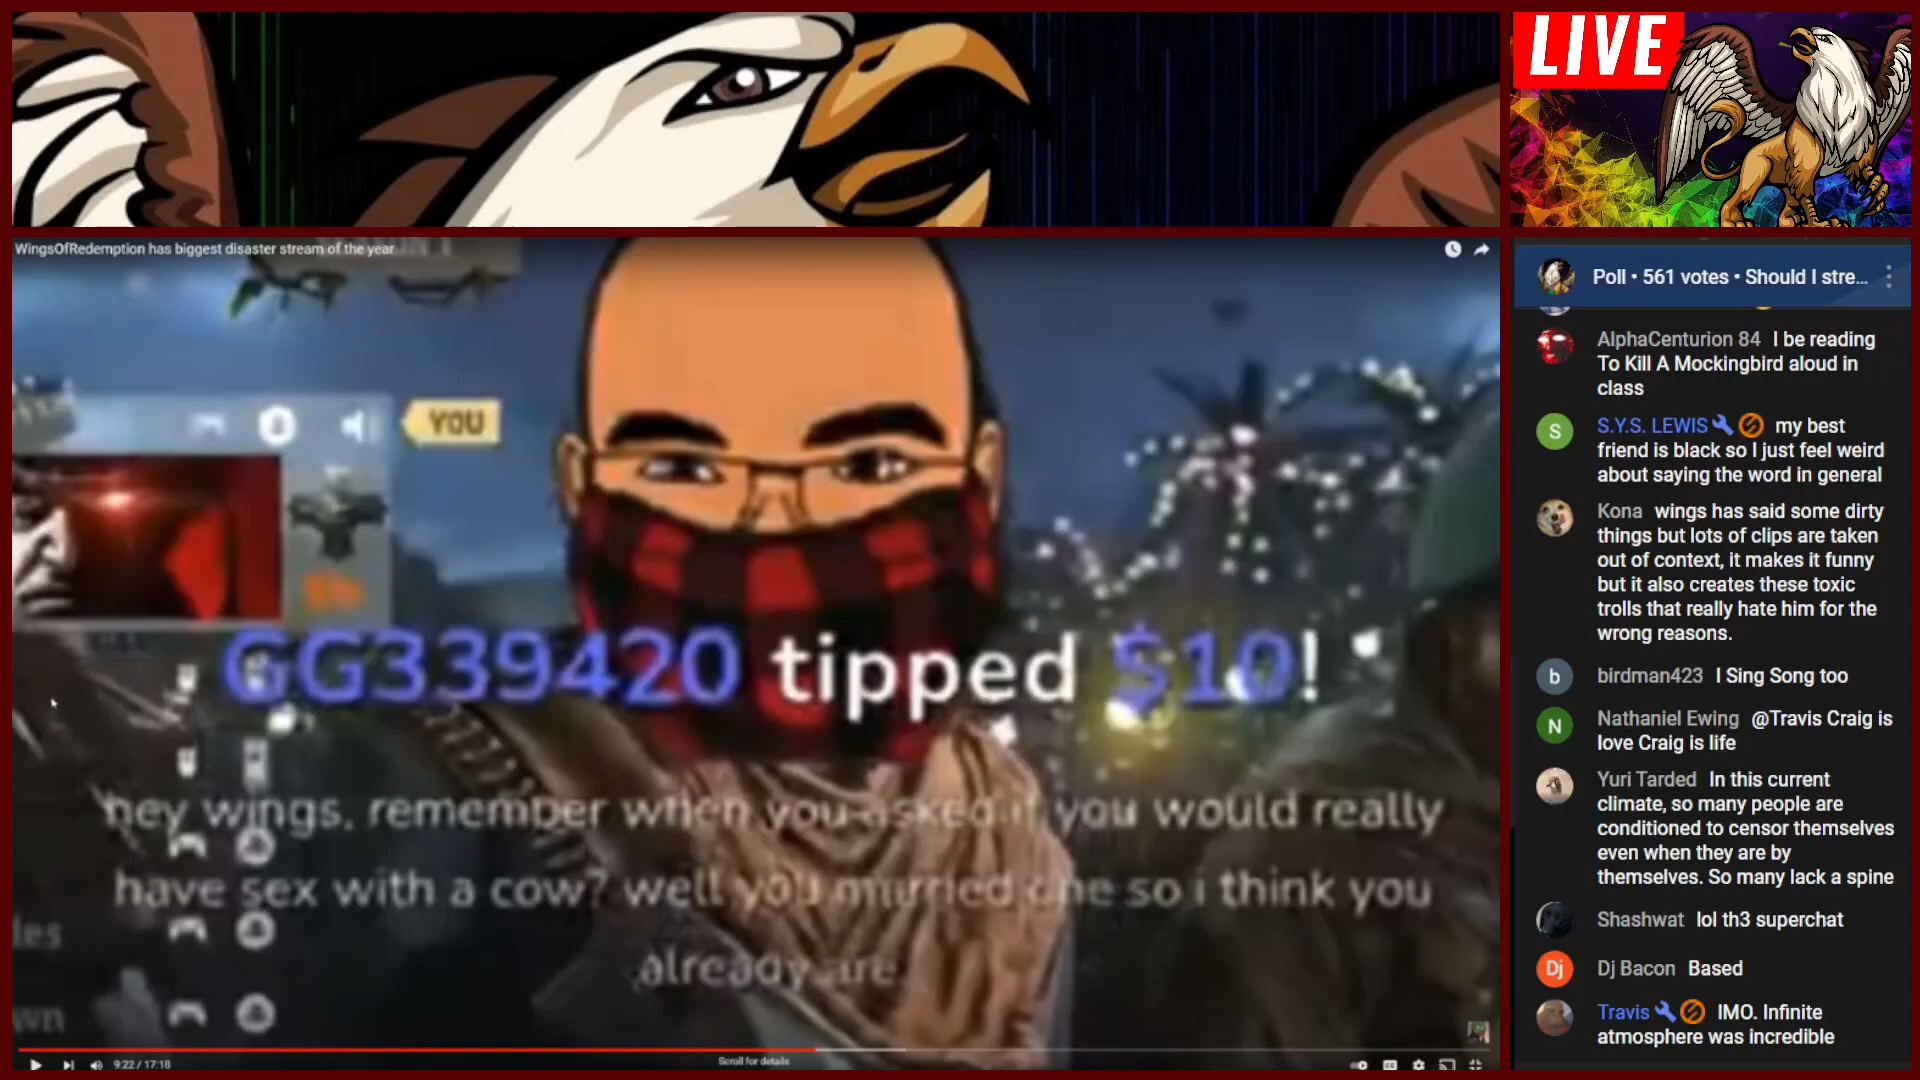 LIVE
WingsOfRedemption has biggest disaster stream of the year
YOU
GG339420 tipped $10!
hey wings, remember when you asked if you would really
have sex with a cow? well you married one so i think you
already are
les
wn
9:22 / 17:18
Scroll for details
Poll • 561 votes • Should I stre...
AlphaCenturion 84 I be reading
To Kill A Mockingbird aloud in
class
S
S.Y.S. LEWIS my best
friend is black so I just feel weird
about saying the word in general
Kona wings has said some dirty
things but lots of clips are taken
out of context, it makes it funny
but it also creates these toxic
trolls that really hate him for the
wrong reasons.
b
birdman423 I Sing Song too
N
Nathaniel Ewing @Travis Craig is
love Craig is life
Yuri Tarded In this current
climate, so many people are
conditioned to censor themselves
even when they are by
themselves. So many lack a spine
Shashwat lol th3 superchat
Dj
Dj Bacon Based
Travis IMO. Infinite
atmosphere was incredible